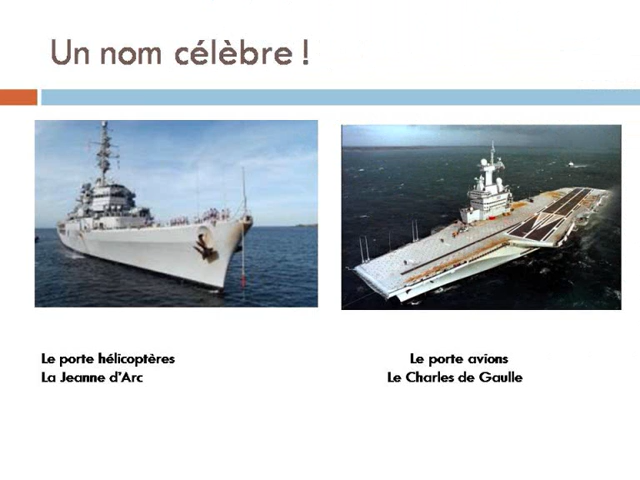 Un nom célèbre !
Le porte hélicoptères
La Jeanne d'Arc
Le porte avions
Le Charles de Gaulle